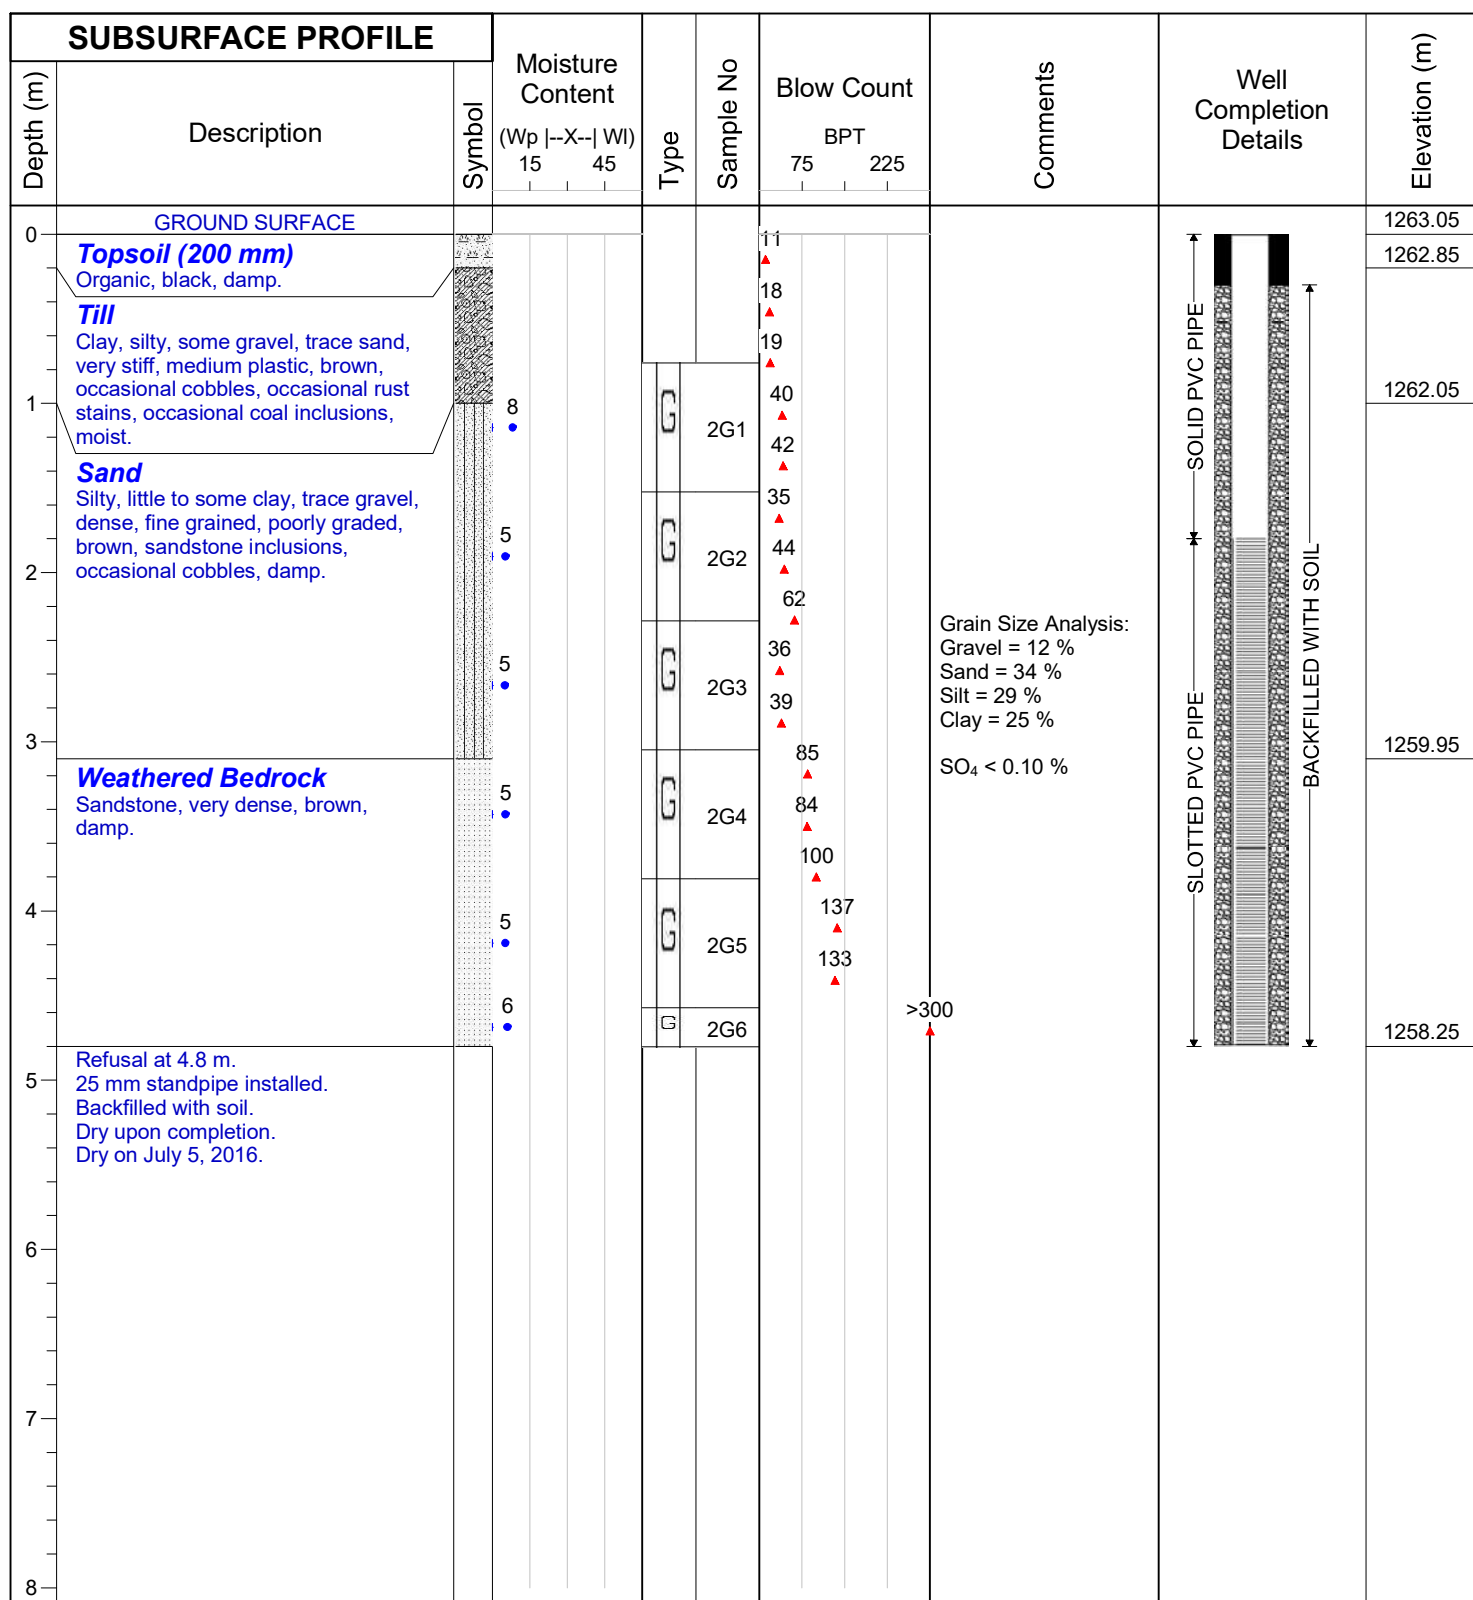 SUBSURFACE PROFILE
Depth (m)
Description
Symbol
Moisture
Content
(Wp |--X--| Wl)
15 45
Type
Sample No
Blow Count
BPT
75 225
Comments
Well
Completion
Details
Elevation (m)
GROUND SURFACE
1263.05
0
Topsoil (200 mm)
Organic, black, damp.
11
1262.85
Till
Clay, silty, some gravel, trace sand,
very stiff, medium plastic, brown,
occasional cobbles, occasional rust
stains, occasional coal inclusions,
moist.
18
19
1262.05
1
8
G
2G1
40
42
Sand
Silty, little to some clay, trace gravel,
dense, fine grained, poorly graded,
brown, sandstone inclusions,
occasional cobbles, damp.
5
G
2G2
35
44
2
62
5
G
2G3
36
39
Grain Size Analysis:
Gravel = 12 %
Sand = 34 %
Silt = 29 %
Clay = 25 %
SO₄ < 0.10 %
3
1259.95
Weathered Bedrock
Sandstone, very dense, brown,
damp.
5
G
2G4
85
84
100
4
5
G
2G5
137
133
6
G
2G6
>300
1258.25
SOLID PVC PIPE
SLOTTED PVC PIPE
BACKFILLED WITH SOIL
Refusal at 4.8 m.
25 mm standpipe installed.
Backfilled with soil.
Dry upon completion.
Dry on July 5, 2016.
5
6
7
8